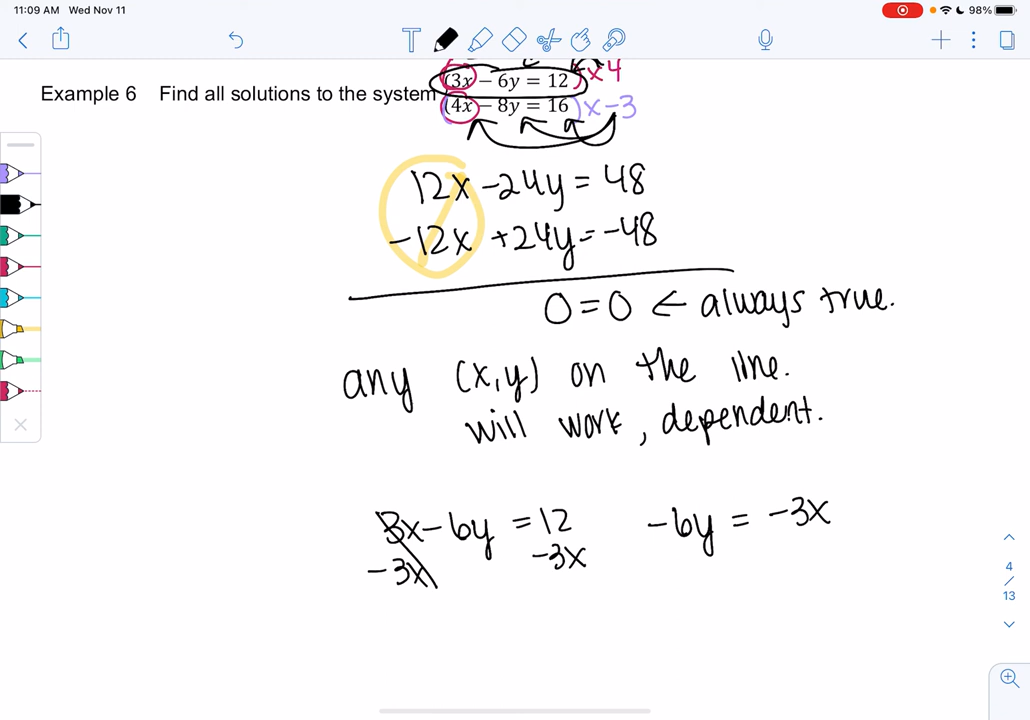 11:09 AM Wed Nov 11
98%
T
(3x − 6y = 12) x 4
Example 6 Find all solutions to the system
(4x − 8y = 16) x −3
12x − 24y = 48
−12x + 24y = −48
0 = 0 ← always true.
any (x,y) on the line.
will work, dependent.
3x − 6y = 12 −6y = −3x
−3x −3x
4
/
13